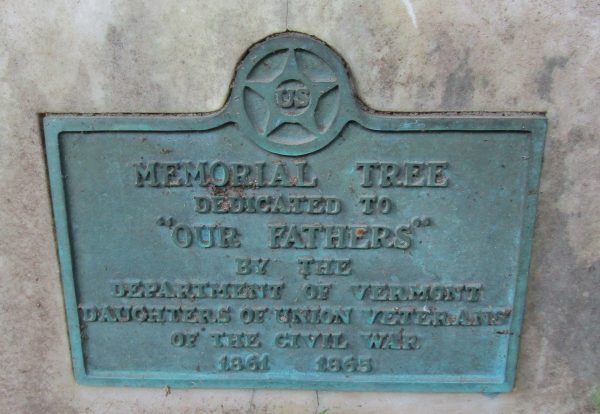 US
MEMORIAL TREE
DEDICATED TO
"OUR FATHERS"
BY THE
DEPARTMENT OF VERMONT
DAUGHTERS OF UNION VETERANS
OF THE CIVIL WAR
1861 1865